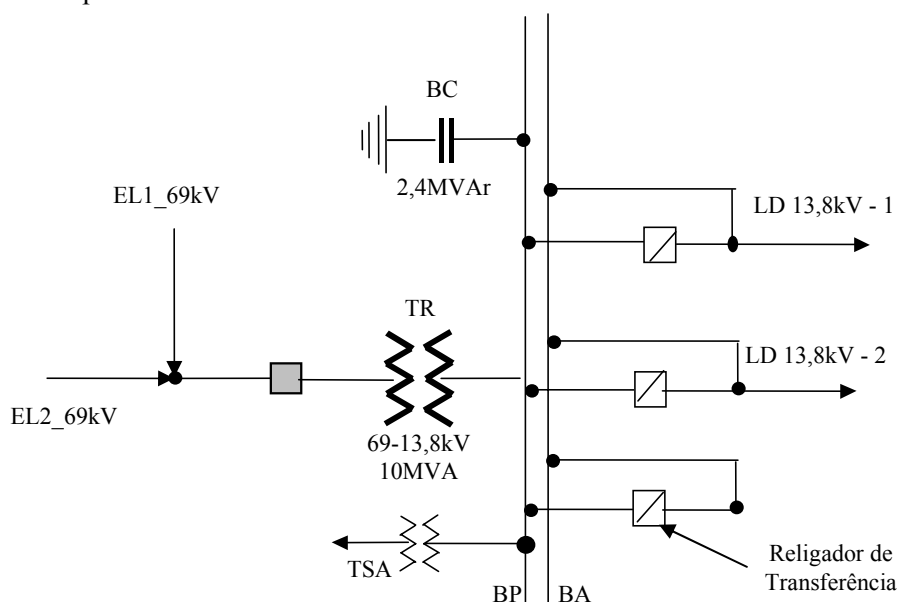 BC
2,4MVAr
EL1_69kV
LD 13,8kV - 1
TR
LD 13,8kV - 2
EL2_69kV
69-13,8kV
10MVA
TSA
Religador de
Transferência
BP
BA